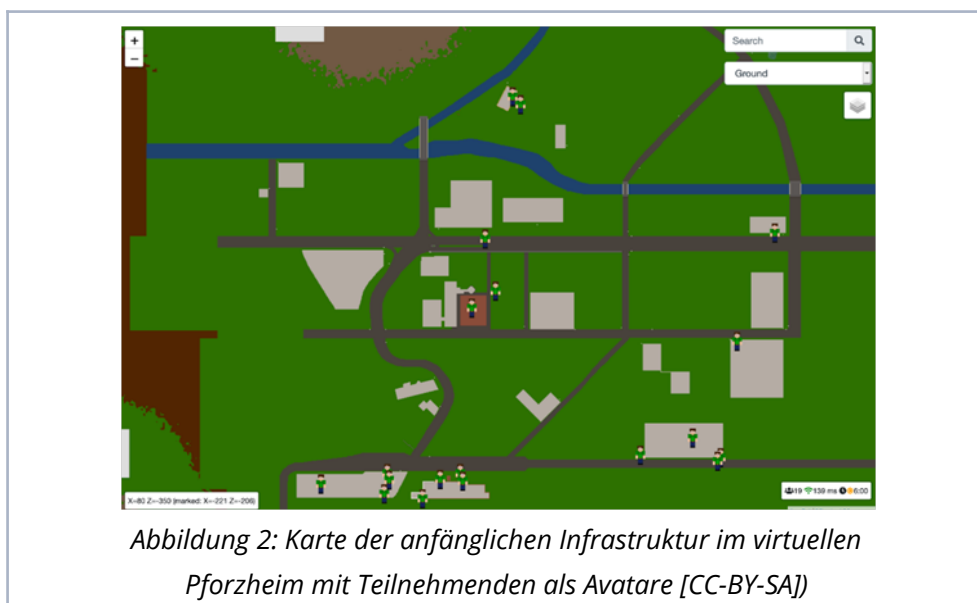 +
Search
−
Ground
X=80 Z=-350 (marked: X=-221 Z=-206)
19 139 ms 6:00
Abbildung 2: Karte der anfänglichen Infrastruktur im virtuellen
Pforzheim mit Teilnehmenden als Avatare [CC-BY-SA])